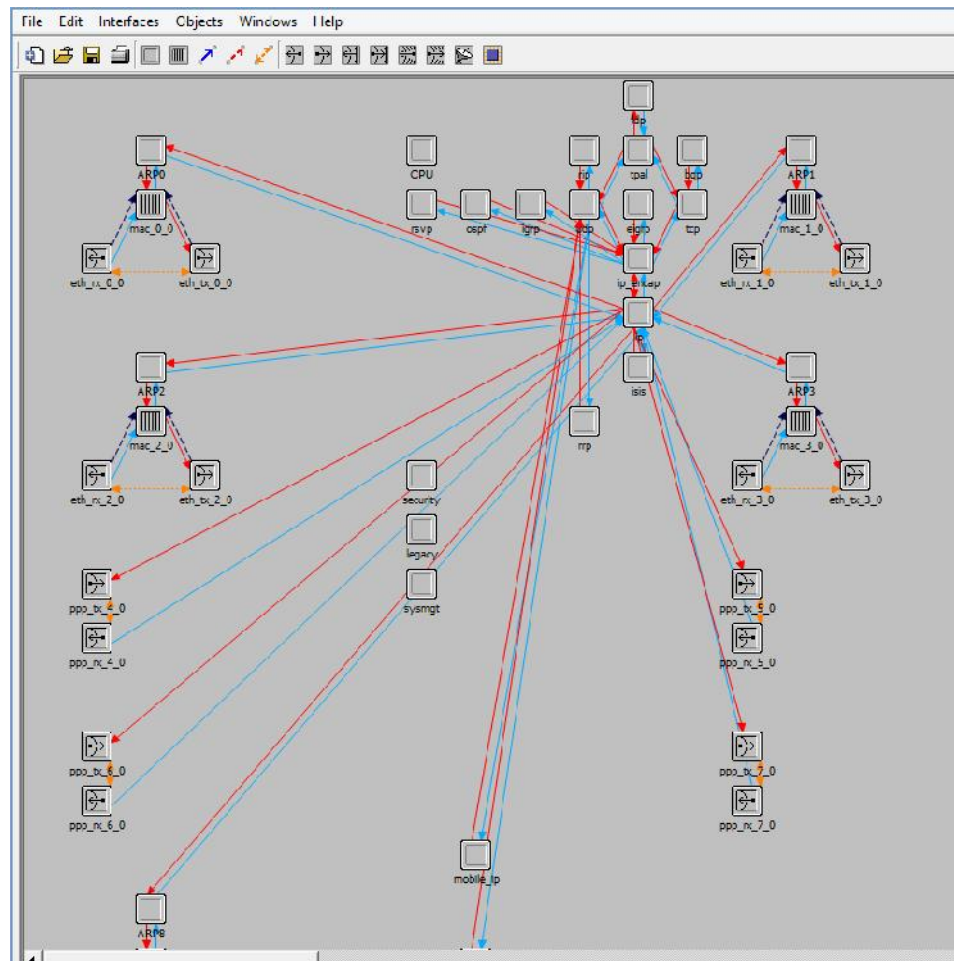 File Edit Interfaces Objects Windows Help
ARP0
CPU
rip
tpal
bgp
ARP1
mac_0_0
rsvp
ospf
igrp
udp
eigrp
tcp
mac_1_0
eth_rx_0_0
eth_tx_0_0
ip_encap
eth_rx_1_0
eth_tx_1_0
ip
ARP2
isis
ARP3
mac_2_0
rrp
mac_3_0
eth_rx_2_0
eth_tx_2_0
security
eth_rx_3_0
eth_tx_3_0
legacy
ppp_tx_4_0
sysmgt
ppp_tx_5_0
ppp_rx_4_0
ppp_rx_5_0
ppp_tx_6_0
ppp_tx_7_0
ppp_rx_6_0
ppp_rx_7_0
mobile_ip
ARP8